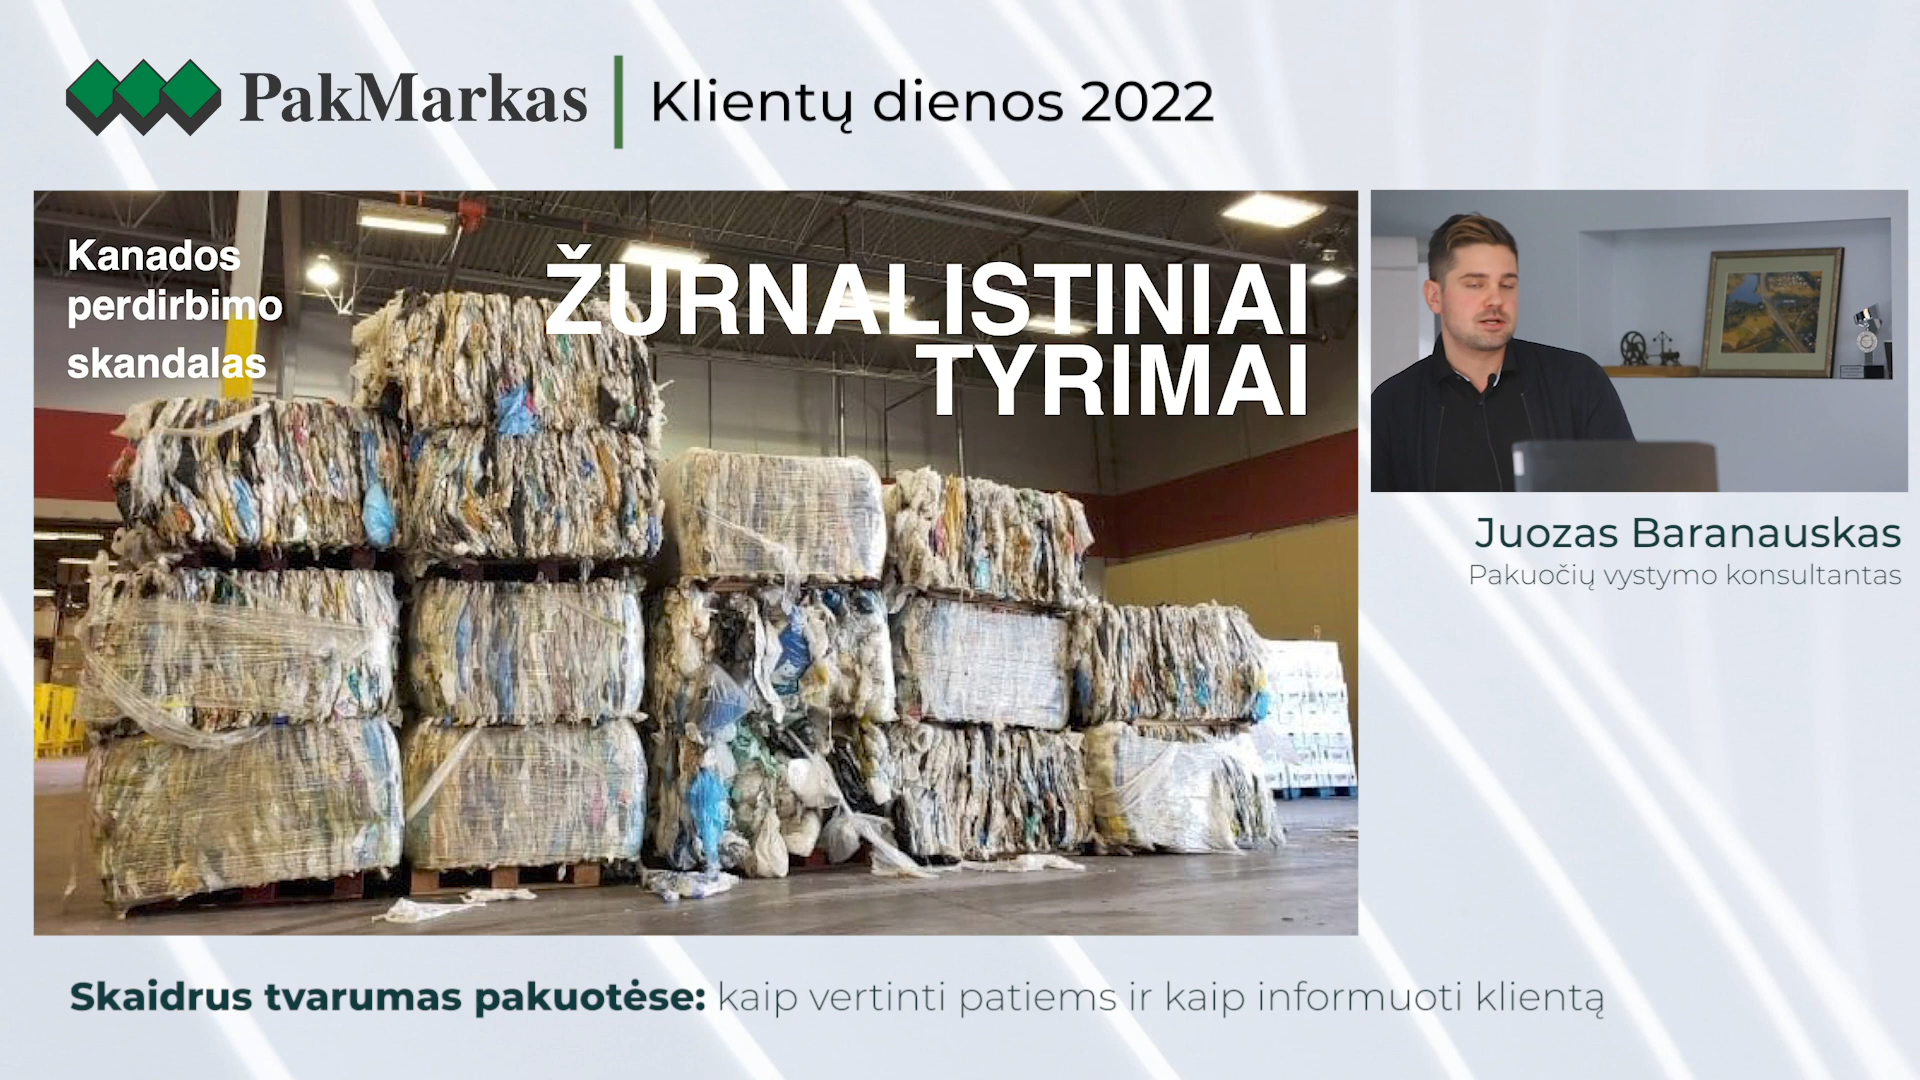 PakMarkas
Klientų dienos 2022
Kanados
perdirbimo
skandalas
ŽURNALISTINIAI
TYRIMAI
Juozas Baranauskas
Pakuočių vystymo konsultantas
Skaidrus tvarumas pakuotėse: kaip vertinti patiems ir kaip informuoti klientą